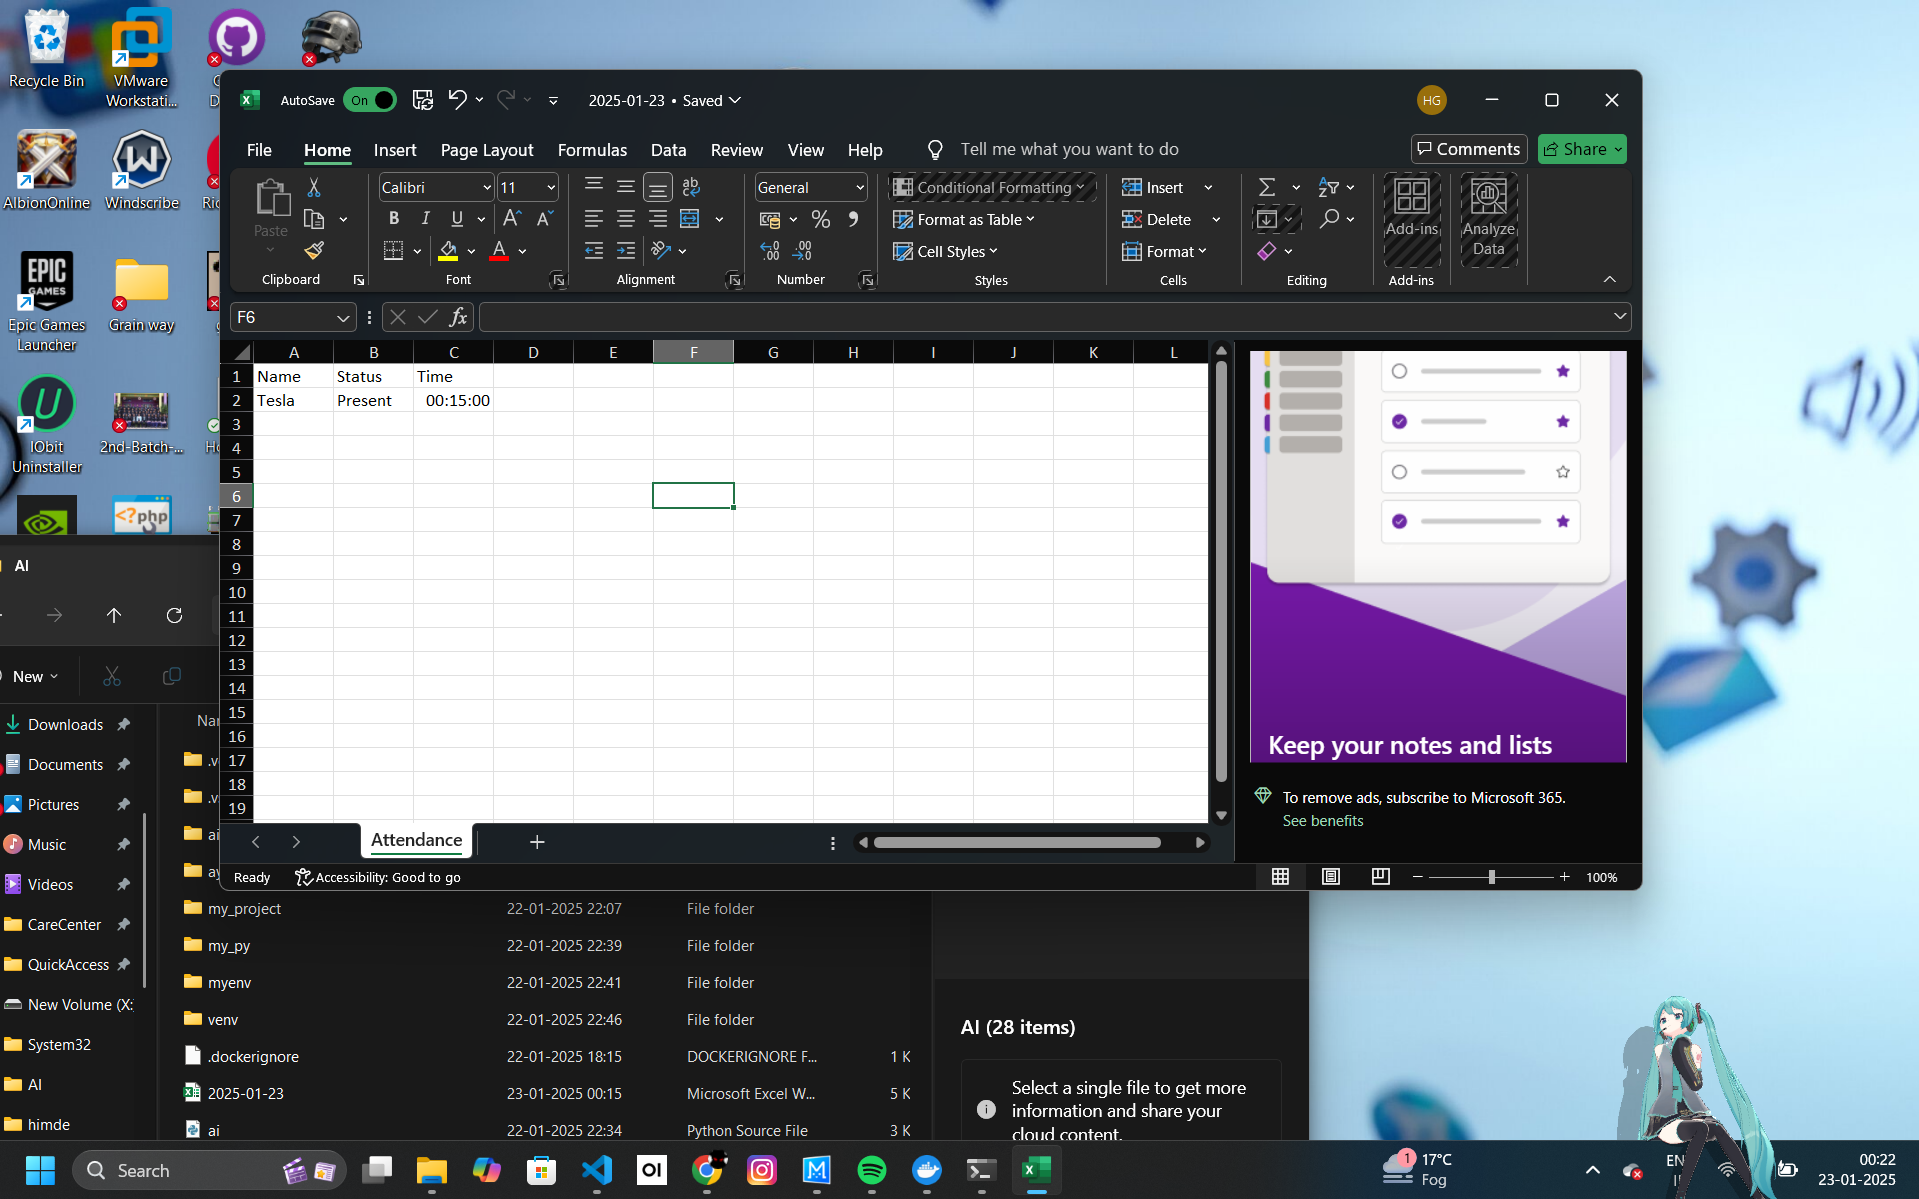 Recycle Bin
VMware
Workstati...
AlbionOnline
Windscribe
EPIC
GAMES
Epic Games
Launcher
Grain way
IObit
Uninstaller
2nd-Batch-...
<?php
AutoSave
On
2025-01-23 • Saved
HG
File
Home
Insert
Page Layout
Formulas
Data
Review
View
Help
Tell me what you want to do
Comments
Share
Paste
Clipboard
Calibri
11
B I U
Font
Alignment
General
Number
Conditional Formatting
Format as Table
Cell Styles
Styles
Insert
Delete
Format
Cells
Editing
Add-ins
Add-ins
Analyze
Data
F6
fx
A B C D E F G H I J K L
1 Name Status Time
2 Tesla Present 00:15:00
3
4
5
6
7
8
9
10
11
12
13
14
15
16
17
18
19
Attendance
Ready
Accessibility: Good to go
100%
Keep your notes and lists
To remove ads, subscribe to Microsoft 365.
See benefits
AI
New
Downloads
Documents
Pictures
Music
Videos
CareCenter
QuickAccess
New Volume (X:)
System32
AI
himde
my_project 22-01-2025 22:07 File folder
my_py 22-01-2025 22:39 File folder
myenv 22-01-2025 22:41 File folder
venv 22-01-2025 22:46 File folder
.dockerignore 22-01-2025 18:15 DOCKERIGNORE F... 1 K
2025-01-23 23-01-2025 00:15 Microsoft Excel W... 5 K
ai 22-01-2025 22:34 Python Source File 3 K
AI (28 items)
Select a single file to get more
information and share your
cloud content.
Search
OI
1
17°C
Fog
EN
00:22
23-01-2025